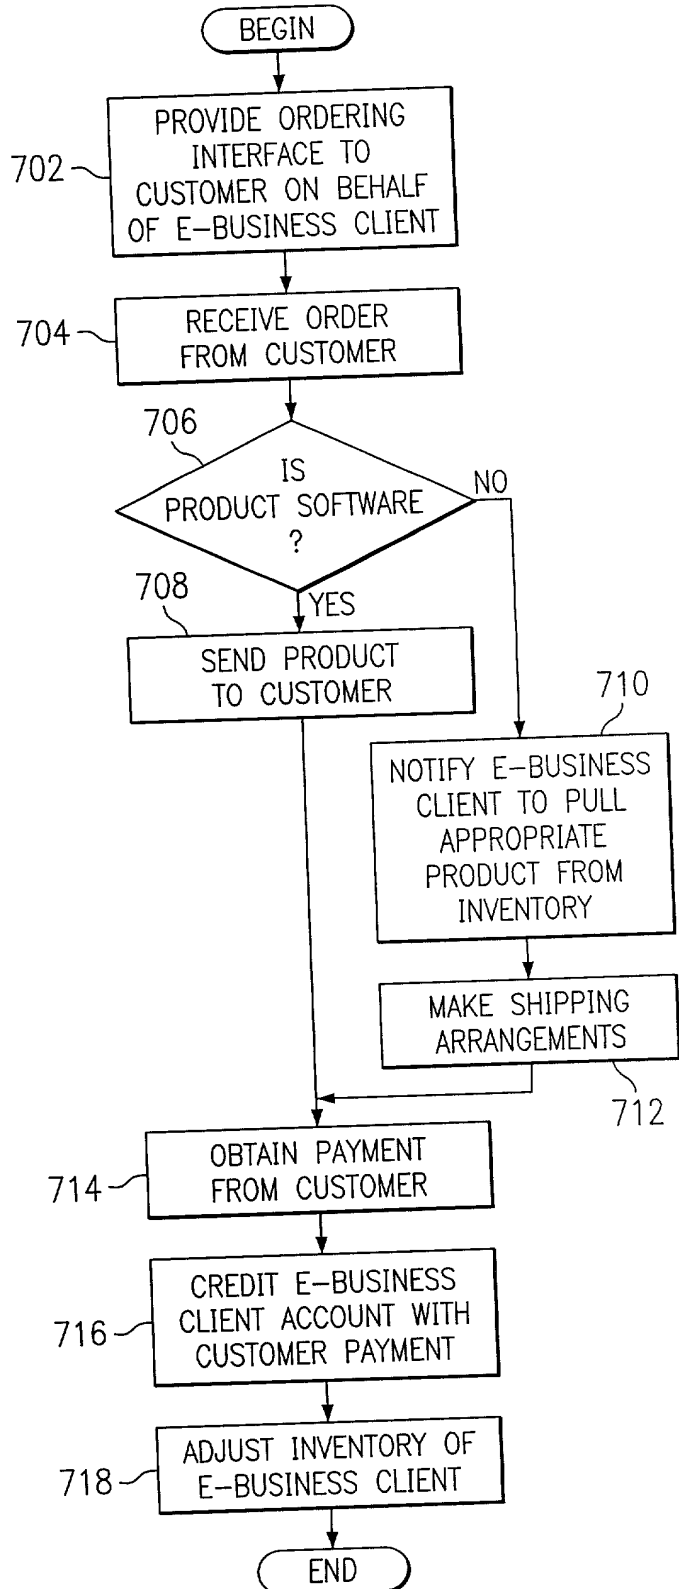 BEGIN
702
PROVIDE ORDERING
INTERFACE TO
CUSTOMER ON BEHALF
OF E-BUSINESS CLIENT
704
RECEIVE ORDER
FROM CUSTOMER
706
IS
PRODUCT SOFTWARE
?
NO
YES
708
SEND PRODUCT
TO CUSTOMER
710
NOTIFY E-BUSINESS
CLIENT TO PULL
APPROPRIATE
PRODUCT FROM
INVENTORY
MAKE SHIPPING
ARRANGEMENTS
712
714
OBTAIN PAYMENT
FROM CUSTOMER
716
CREDIT E-BUSINESS
CLIENT ACCOUNT WITH
CUSTOMER PAYMENT
718
ADJUST INVENTORY OF
E-BUSINESS CLIENT
END